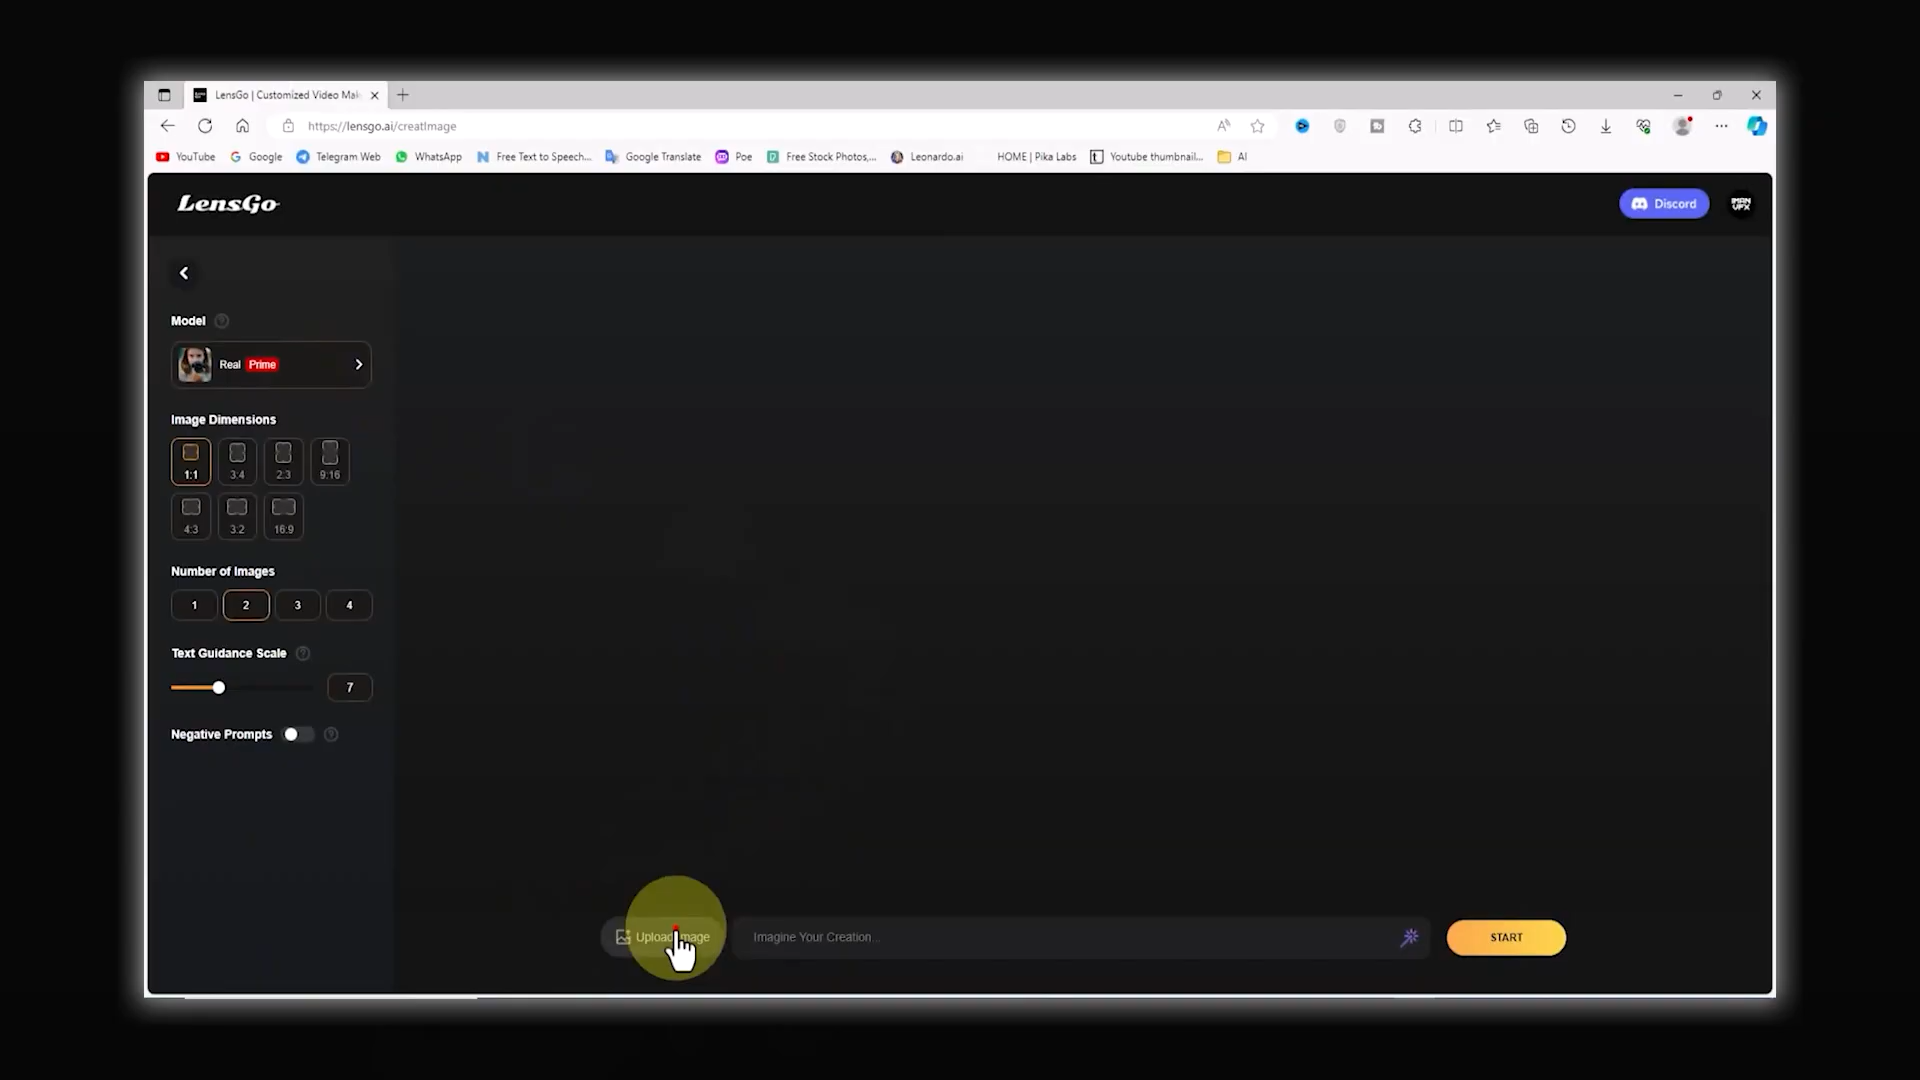 LensGo | Customized Video Mak
https://lensgo.ai/creatImage
YouTube Google Telegram Web WhatsApp Free Text to Speech... Google Translate Poe Free Stock Photos,... Leonardo.ai HOME | Pika Labs Youtube thumbnail... AI
LensGo
Discord
IMAN
VFX
Model
Real Prime
Image Dimensions
1:1 3:4 2:3 9:16
4:3 3:2 16:9
Number of Images
1 2 3 4
Text Guidance Scale
7
Negative Prompts
Upload Image
Imagine Your Creation...
START